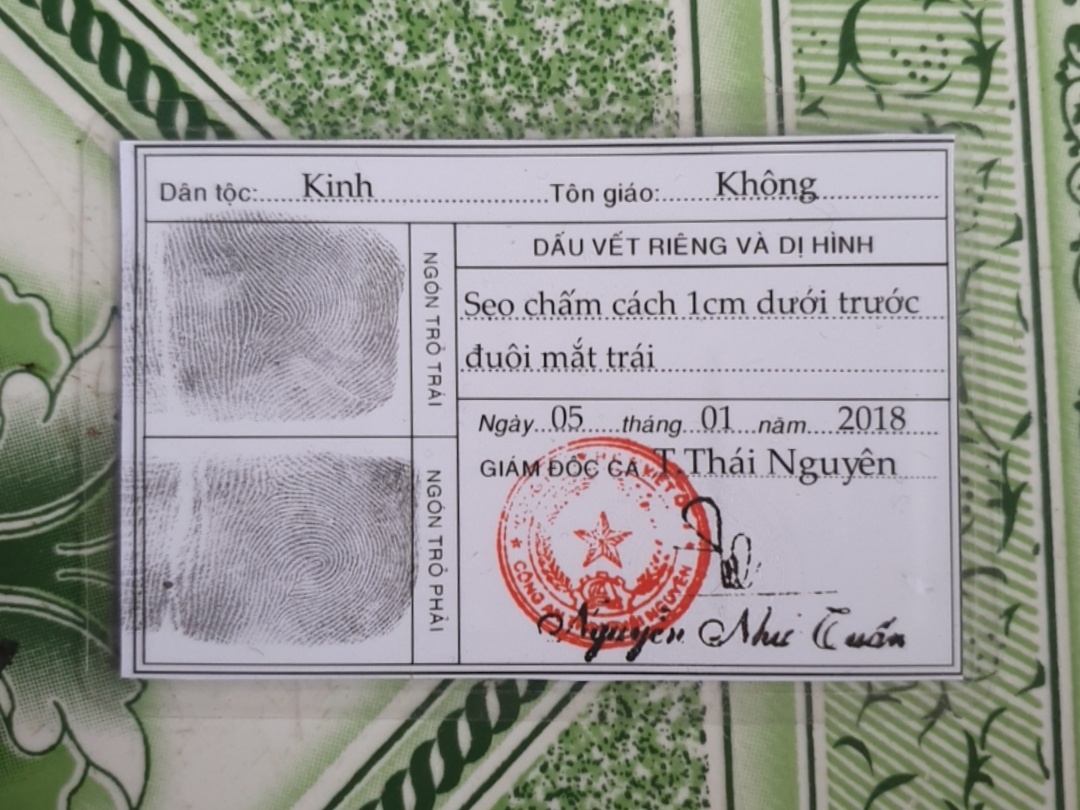 Dân tộc: Kinh Tôn giáo: Không
NGÓN TRỎ TRÁI
DẤU VẾT RIÊNG VÀ DỊ HÌNH
Sẹo chấm cách 1cm dưới trước
đuôi mắt trái
Ngày 05 tháng 01 năm 2018
GIÁM ĐỐC CA T.Thái Nguyên
NGÓN TRỎ PHẢI
CÔNG AN NGUYÊN
Nguyễn Như Tuấn